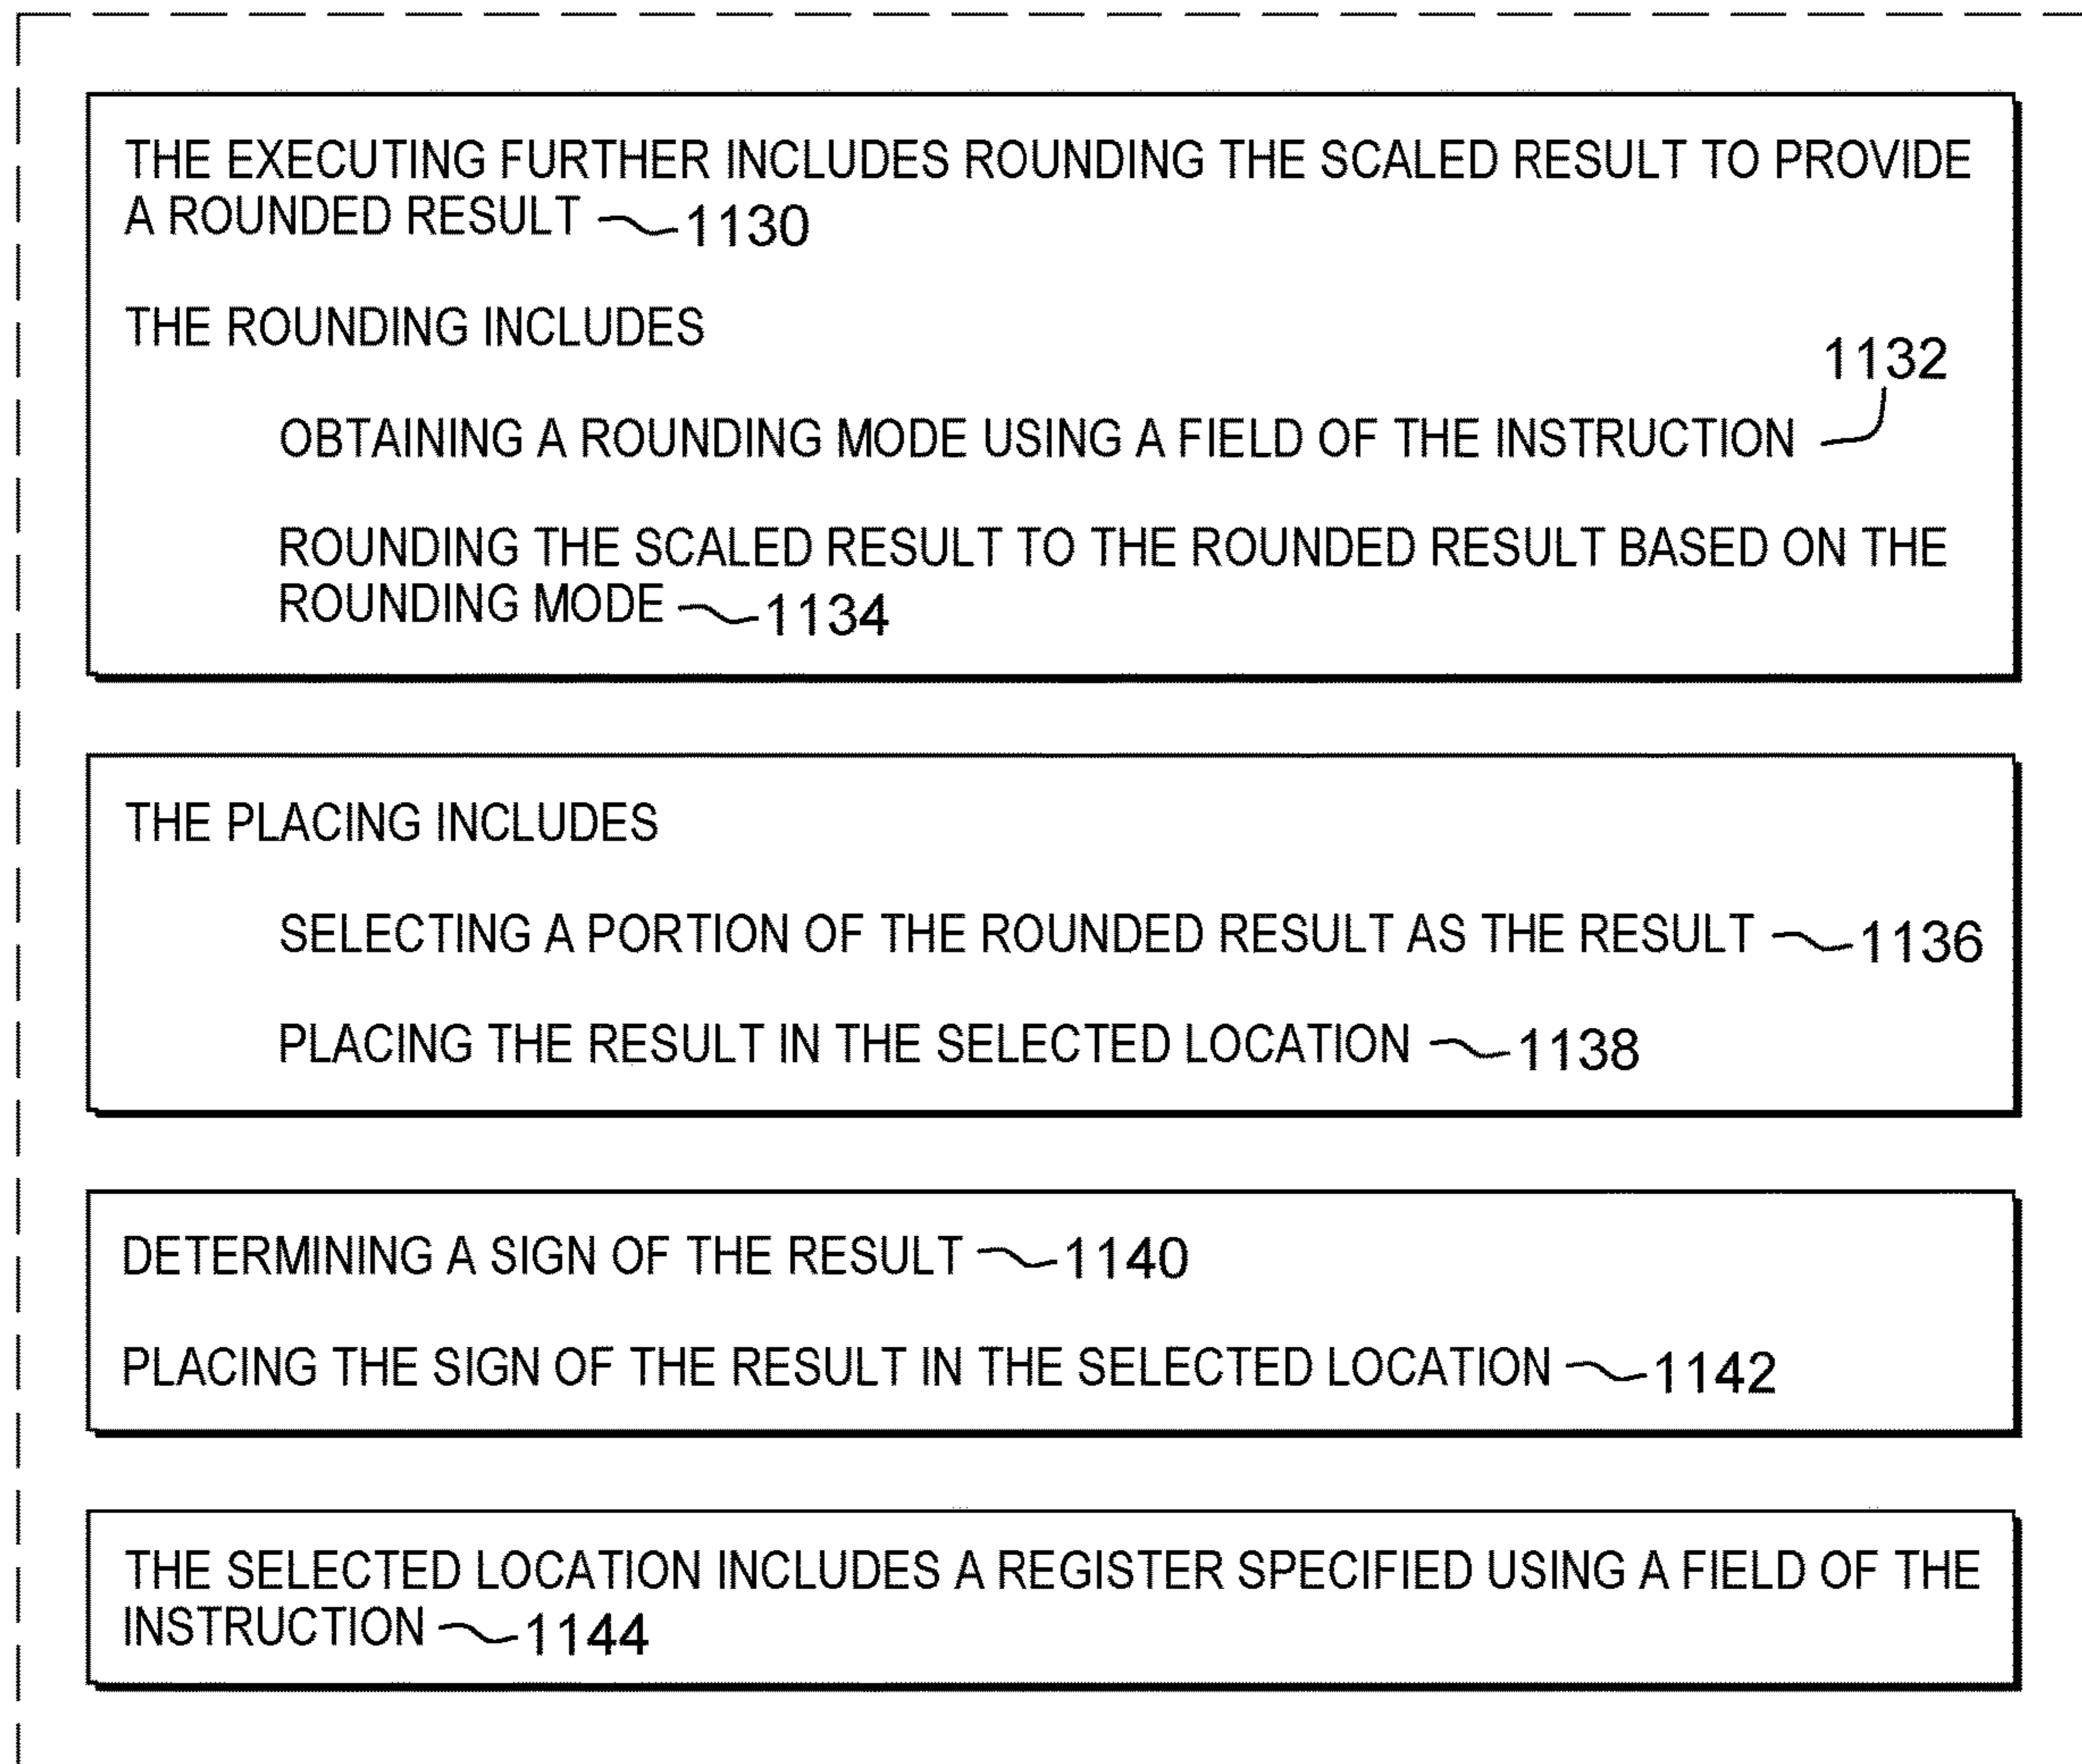 THE EXECUTING FURTHER INCLUDES ROUNDING THE SCALED RESULT TO PROVIDE
A ROUNDED RESULT 1130
THE ROUNDING INCLUDES
1132
OBTAINING A ROUNDING MODE USING A FIELD OF THE INSTRUCTION
ROUNDING THE SCALED RESULT TO THE ROUNDED RESULT BASED ON THE
ROUNDING MODE 1134
THE PLACING INCLUDES
SELECTING A PORTION OF THE ROUNDED RESULT AS THE RESULT 1136
PLACING THE RESULT IN THE SELECTED LOCATION 1138
DETERMINING A SIGN OF THE RESULT 1140
PLACING THE SIGN OF THE RESULT IN THE SELECTED LOCATION 1142
THE SELECTED LOCATION INCLUDES A REGISTER SPECIFIED USING A FIELD OF THE
INSTRUCTION 1144